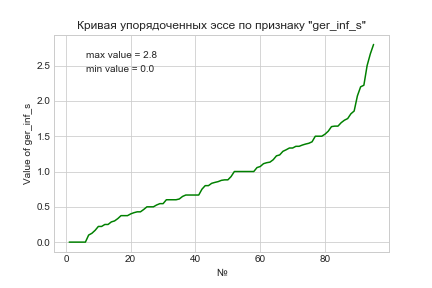 Кривая упорядоченных эссе по признаку "ger_inf_s"
max value = 2.8
min value = 0.0
Value of ger_inf_s
2.5
2.0
1.5
1.0
0.5
0.0
0 20 40 60 80
№